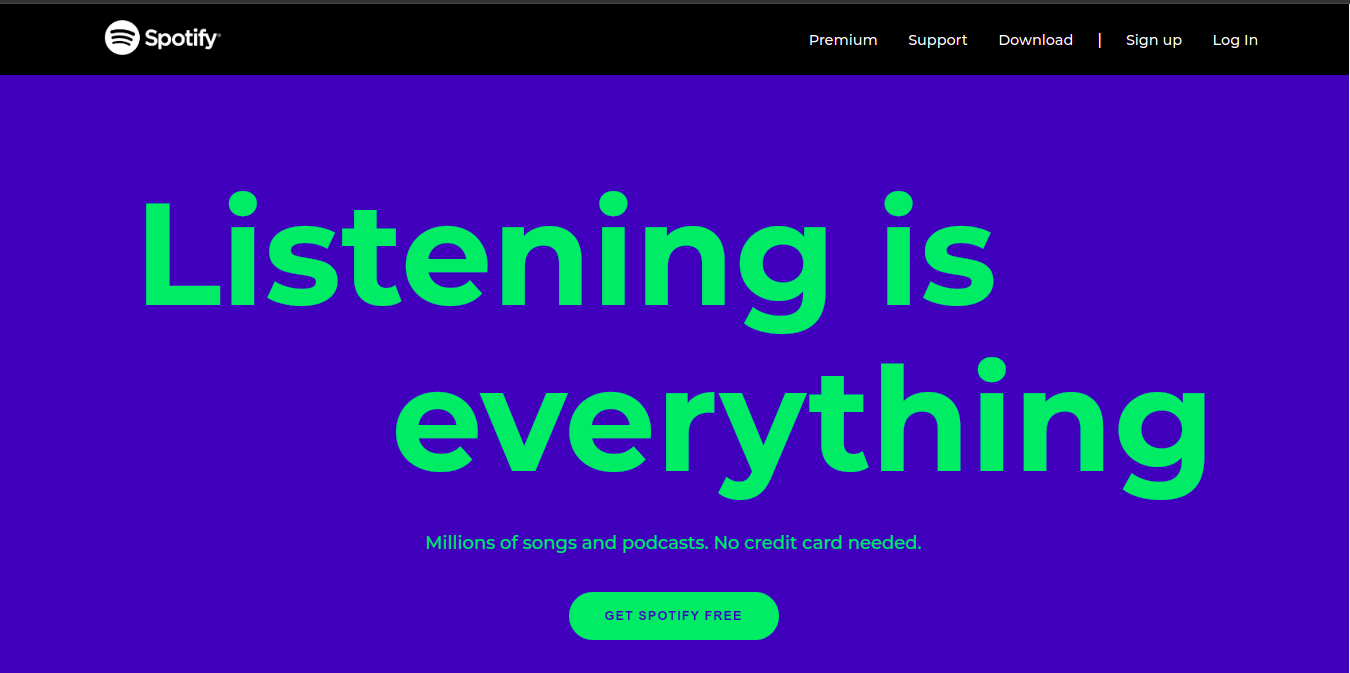 Spotify®
Premium Support Download | Sign up Log In
Listening is
everything
Millions of songs and podcasts. No credit card needed.
GET SPOTIFY FREE